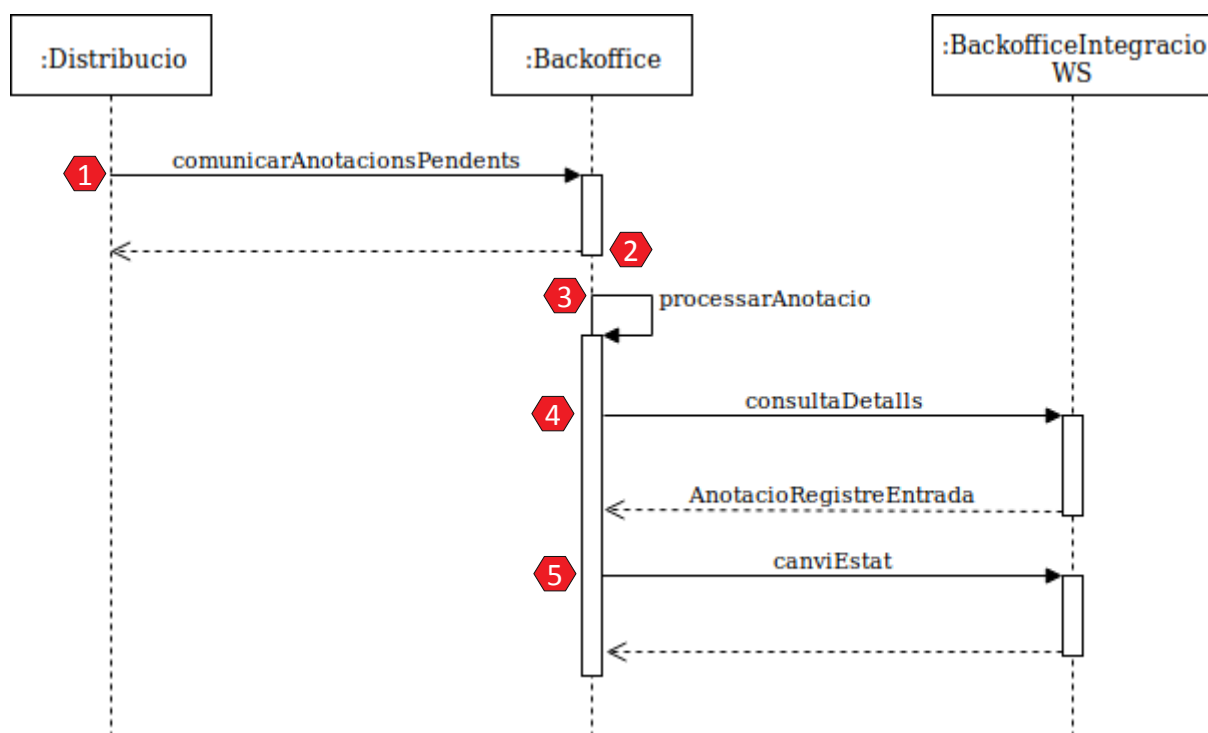 :Distribucio
:Backoffice
:BackofficeIntegracio
WS
comunicarAnotacionsPendents
1
2
3
processarAnotacio
4
consultaDetalls
AnotacioRegistreEntrada
5
canviEstat